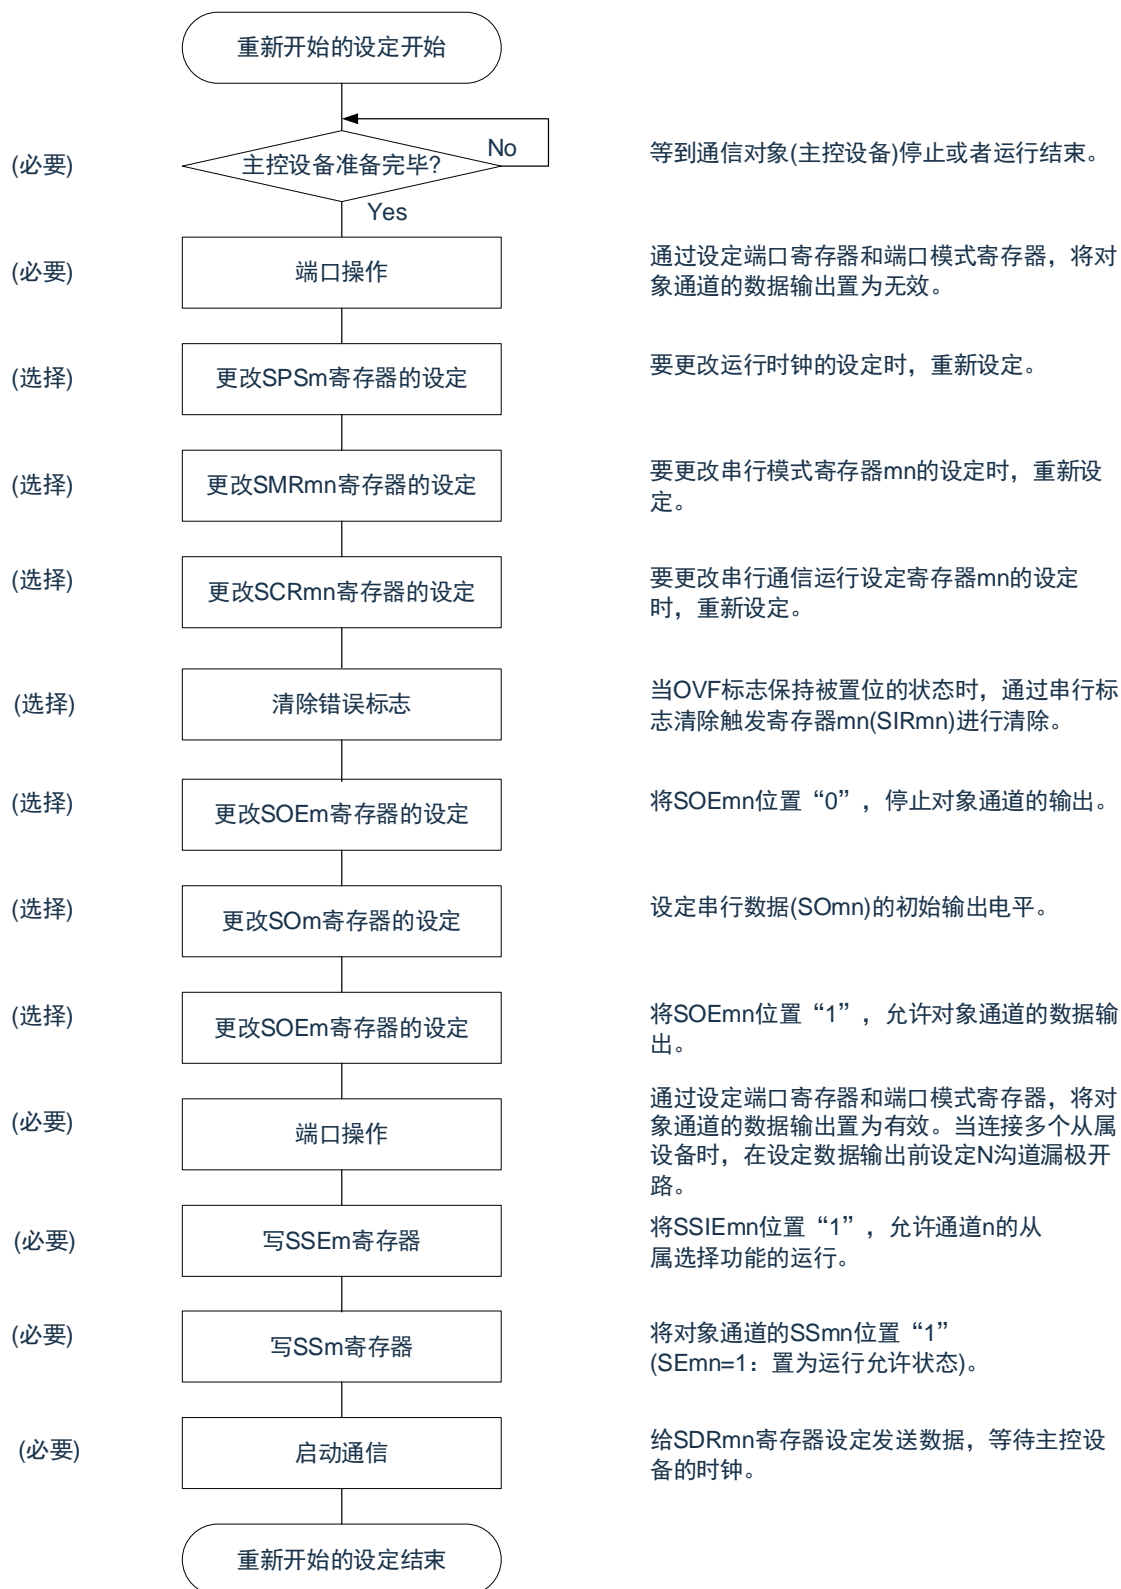 重新开始的设定开始
(必要)
主控设备准备完毕?
No
等到通信对象(主控设备)停止或者运行结束。
Yes
(必要)
端口操作
通过设定端口寄存器和端口模式寄存器，将对
象通道的数据输出置为无效。
(选择)
更改SPSm寄存器的设定
要更改运行时钟的设定时，重新设定。
(选择)
更改SMRmn寄存器的设定
要更改串行模式寄存器mn的设定时，重新设
定。
(选择)
更改SCRmn寄存器的设定
要更改串行通信运行设定寄存器mn的设定
时，重新设定。
(选择)
清除错误标志
当OVF标志保持被置位的状态时，通过串行标
志清除触发寄存器mn(SIRmn)进行清除。
(选择)
更改SOEm寄存器的设定
将SOEmn位置“0”，停止对象通道的输出。
(选择)
更改SOm寄存器的设定
设定串行数据(SOmn)的初始输出电平。
(选择)
更改SOEm寄存器的设定
将SOEmn位置“1”，允许对象通道的数据输
出。
(必要)
端口操作
通过设定端口寄存器和端口模式寄存器，将对
象通道的数据输出置为有效。当连接多个从属
设备时，在设定数据输出前设定N沟道漏极开
路。
(必要)
写SSEm寄存器
将SSIEmn位置“1”，允许通道n的从
属选择功能的运行。
(必要)
写SSm寄存器
将对象通道的SSmn位置“1”
(SEmn=1：置为运行允许状态)。
(必要)
启动通信
给SDRmn寄存器设定发送数据，等待主控设
备的时钟。
重新开始的设定结束